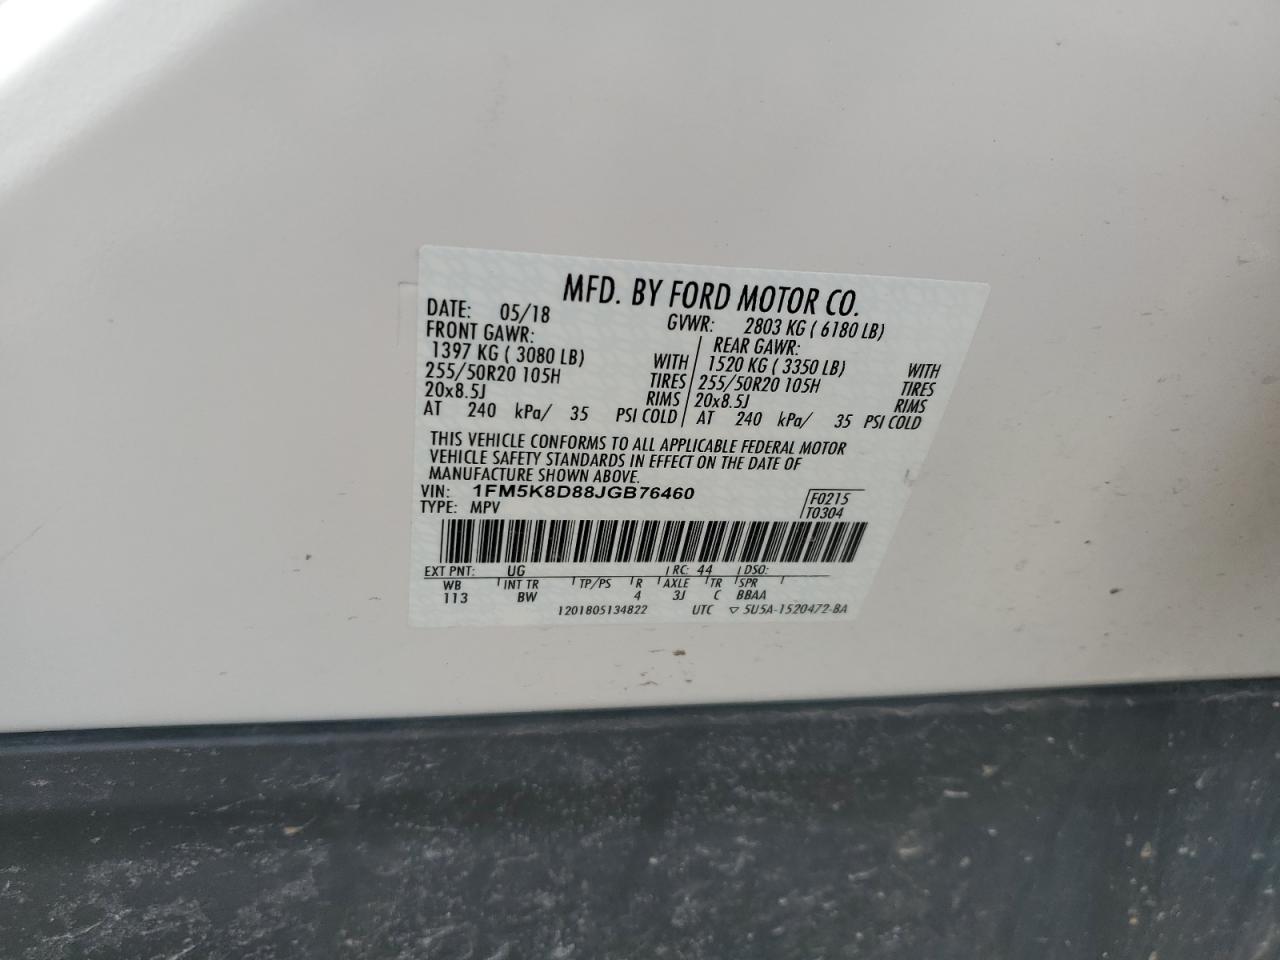 MFD. BY FORD MOTOR CO.
DATE: 05/18 GVWR: 2803 KG ( 6180 LB)
FRONT GAWR: REAR GAWR:
1397 KG ( 3080 LB) WITH 1520 KG ( 3350 LB) WITH
255/50R20 105H TIRES 255/50R20 105H TIRES
20x8.5J RIMS 20x8.5J RIMS
AT 240 kPa/ 35 PSI COLD AT 240 kPa/ 35 PSI COLD
THIS VEHICLE CONFORMS TO ALL APPLICABLE FEDERAL MOTOR
VEHICLE SAFETY STANDARDS IN EFFECT ON THE DATE OF
MANUFACTURE SHOWN ABOVE.
VIN: 1FM5K8D88JGB76460 F0215
TYPE: MPV T0304
EXT PNT: UG RC: 44 DSO:
WB INT TR TP/PS R AXLE TR SPR
113 BW 4 3J C BBAA
1201805134822 UTC ▽ 5U5A-1520472-BA